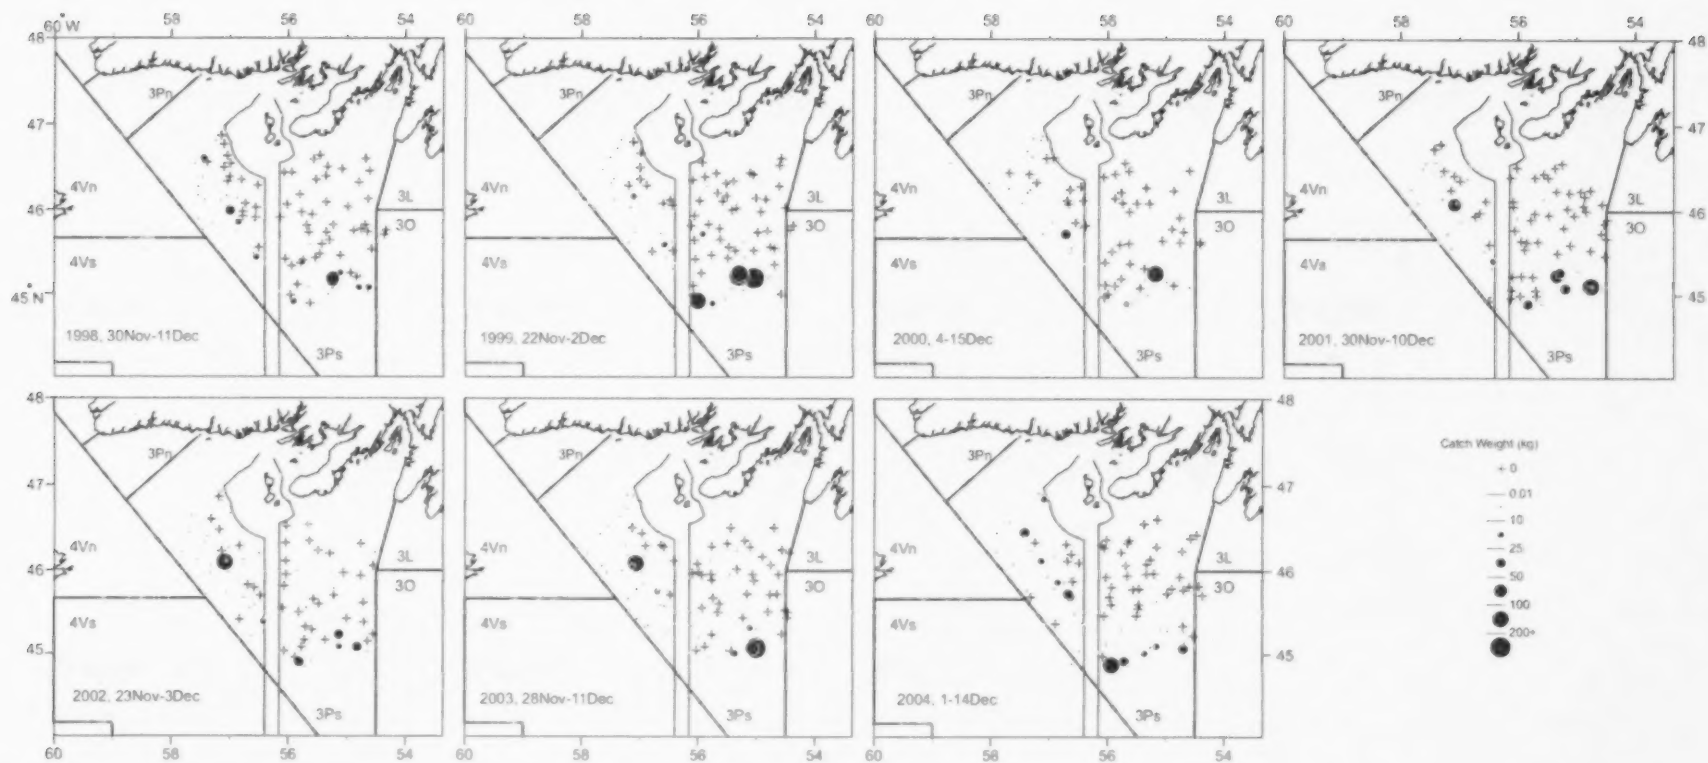 60°W 58 56 54 58 56 54 58 56 54 60 58 56 54
48 48
3Pn 3Pn 3Pn 3Pn
47 47
4Vn 3L 4Vn 3L 4Vn 3L 4Vn 3L
46 46
3O 3O 3O 3O
4Vs 4Vs 4Vs 4Vs
45°N 45
1998, 30Nov-11Dec 1999, 22Nov-2Dec 2000, 4-15Dec 2001, 30Nov-10Dec
3Ps 3Ps 3Ps 3Ps
48 48
Catch Weight (kg)
3Pn 3Pn 3Pn
0
47 47
0.01
10
4Vn 3L 4Vn 3L 4Vn 3L
25
46 46
3O 3O 3O
50
100
4Vs 4Vs 4Vs
200+
45 45
2002, 23Nov-3Dec 2003, 28Nov-11Dec 2004, 1-14Dec
3Ps 3Ps 3Ps
60 58 56 54 60 58 56 54 60 58 56 54